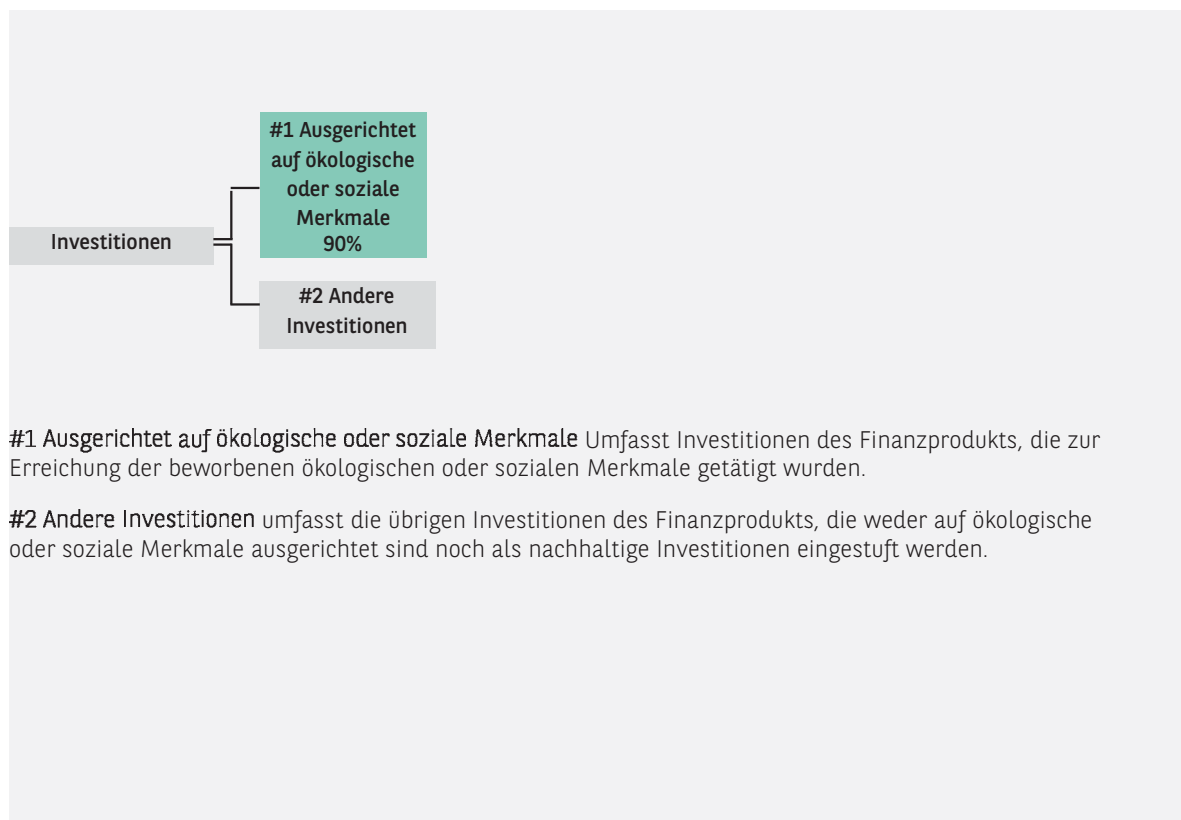 #1 Ausgerichtet
auf ökologische
oder soziale
Merkmale
90%
Investitionen
#2 Andere
Investitionen
#1 Ausgerichtet auf ökologische oder soziale Merkmale Umfasst Investitionen des Finanzprodukts, die zur
Erreichung der beworbenen ökologischen oder sozialen Merkmale getätigt wurden.
#2 Andere Investitionen umfasst die übrigen Investitionen des Finanzprodukts, die weder auf ökologische
oder soziale Merkmale ausgerichtet sind noch als nachhaltige Investitionen eingestuft werden.